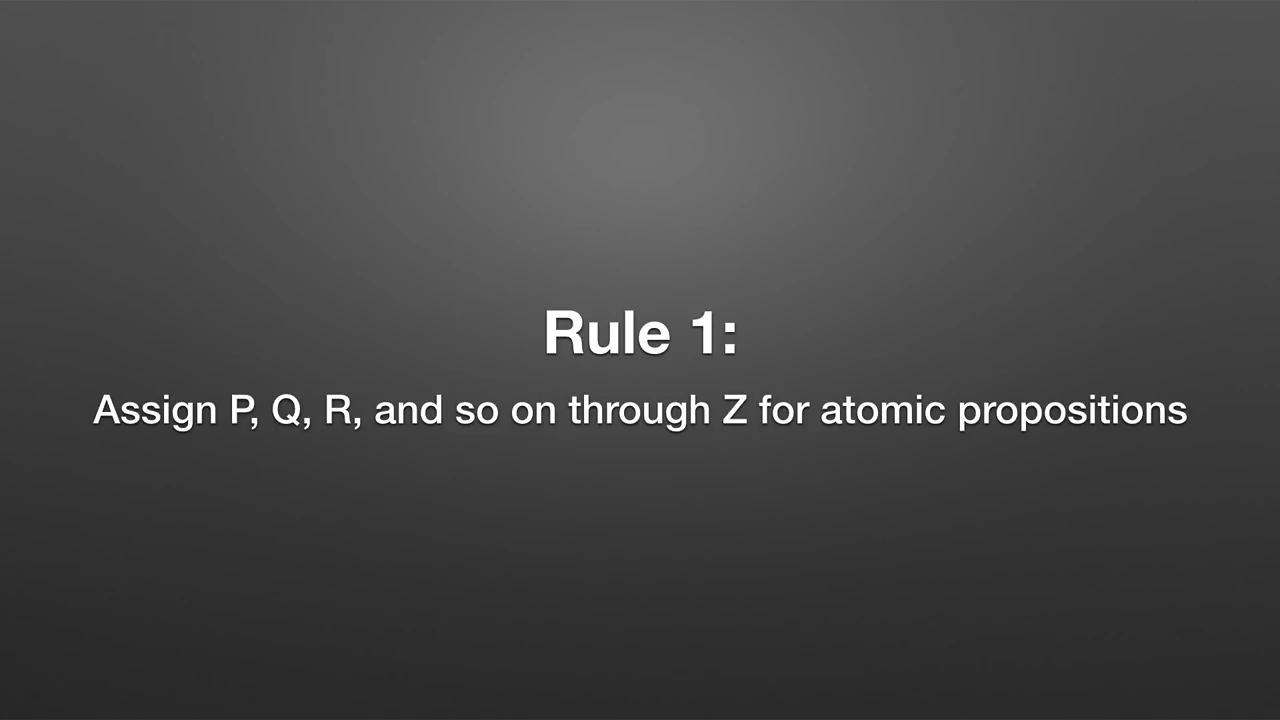 Rule 1:
Assign P, Q, R, and so on through Z for atomic propositions